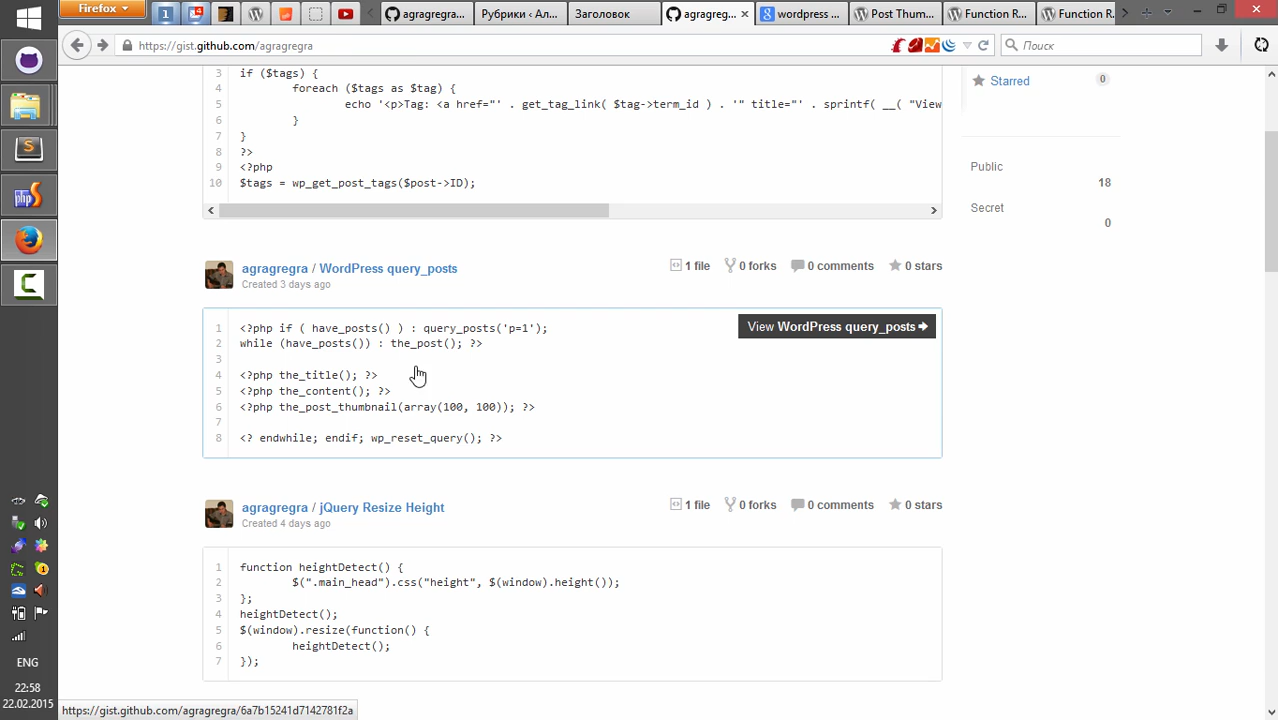 Firefox
agragregra...
Рубрики ‹ Ал...
Заголовок
agragreg...
wordpress ...
Post Thum...
Function R...
Function R
https://gist.github.com/agragregra
Поиск
3 if ($tags) {
4 foreach ($tags as $tag) {
5 echo '<p>Tag: <a href="' . get_tag_link( $tag->term_id ) . '" title="' . sprintf( __( "View
6 }
7 }
8 ?>
9 <?php
10 $tags = wp_get_post_tags($post->ID);
Starred 0
Public
18
Secret
0
agragregra / WordPress query_posts
1 file 0 forks 0 comments 0 stars
Created 3 days ago
View WordPress query_posts
1 <?php if ( have_posts() ) : query_posts('p=1');
2 while (have_posts()) : the_post(); ?>
3
4 <?php the_title(); ?>
5 <?php the_content(); ?>
6 <?php the_post_thumbnail(array(100, 100)); ?>
7
8 <? endwhile; endif; wp_reset_query(); ?>
agragregra / jQuery Resize Height
1 file 0 forks 0 comments 0 stars
Created 4 days ago
1 function heightDetect() {
2 $(".main_head").css("height", $(window).height());
3 };
4 heightDetect();
5 $(window).resize(function() {
6 heightDetect();
7 });
ENG
22:58
22.02.2015
https://gist.github.com/agragregra/6a7b15241d7142781f2a